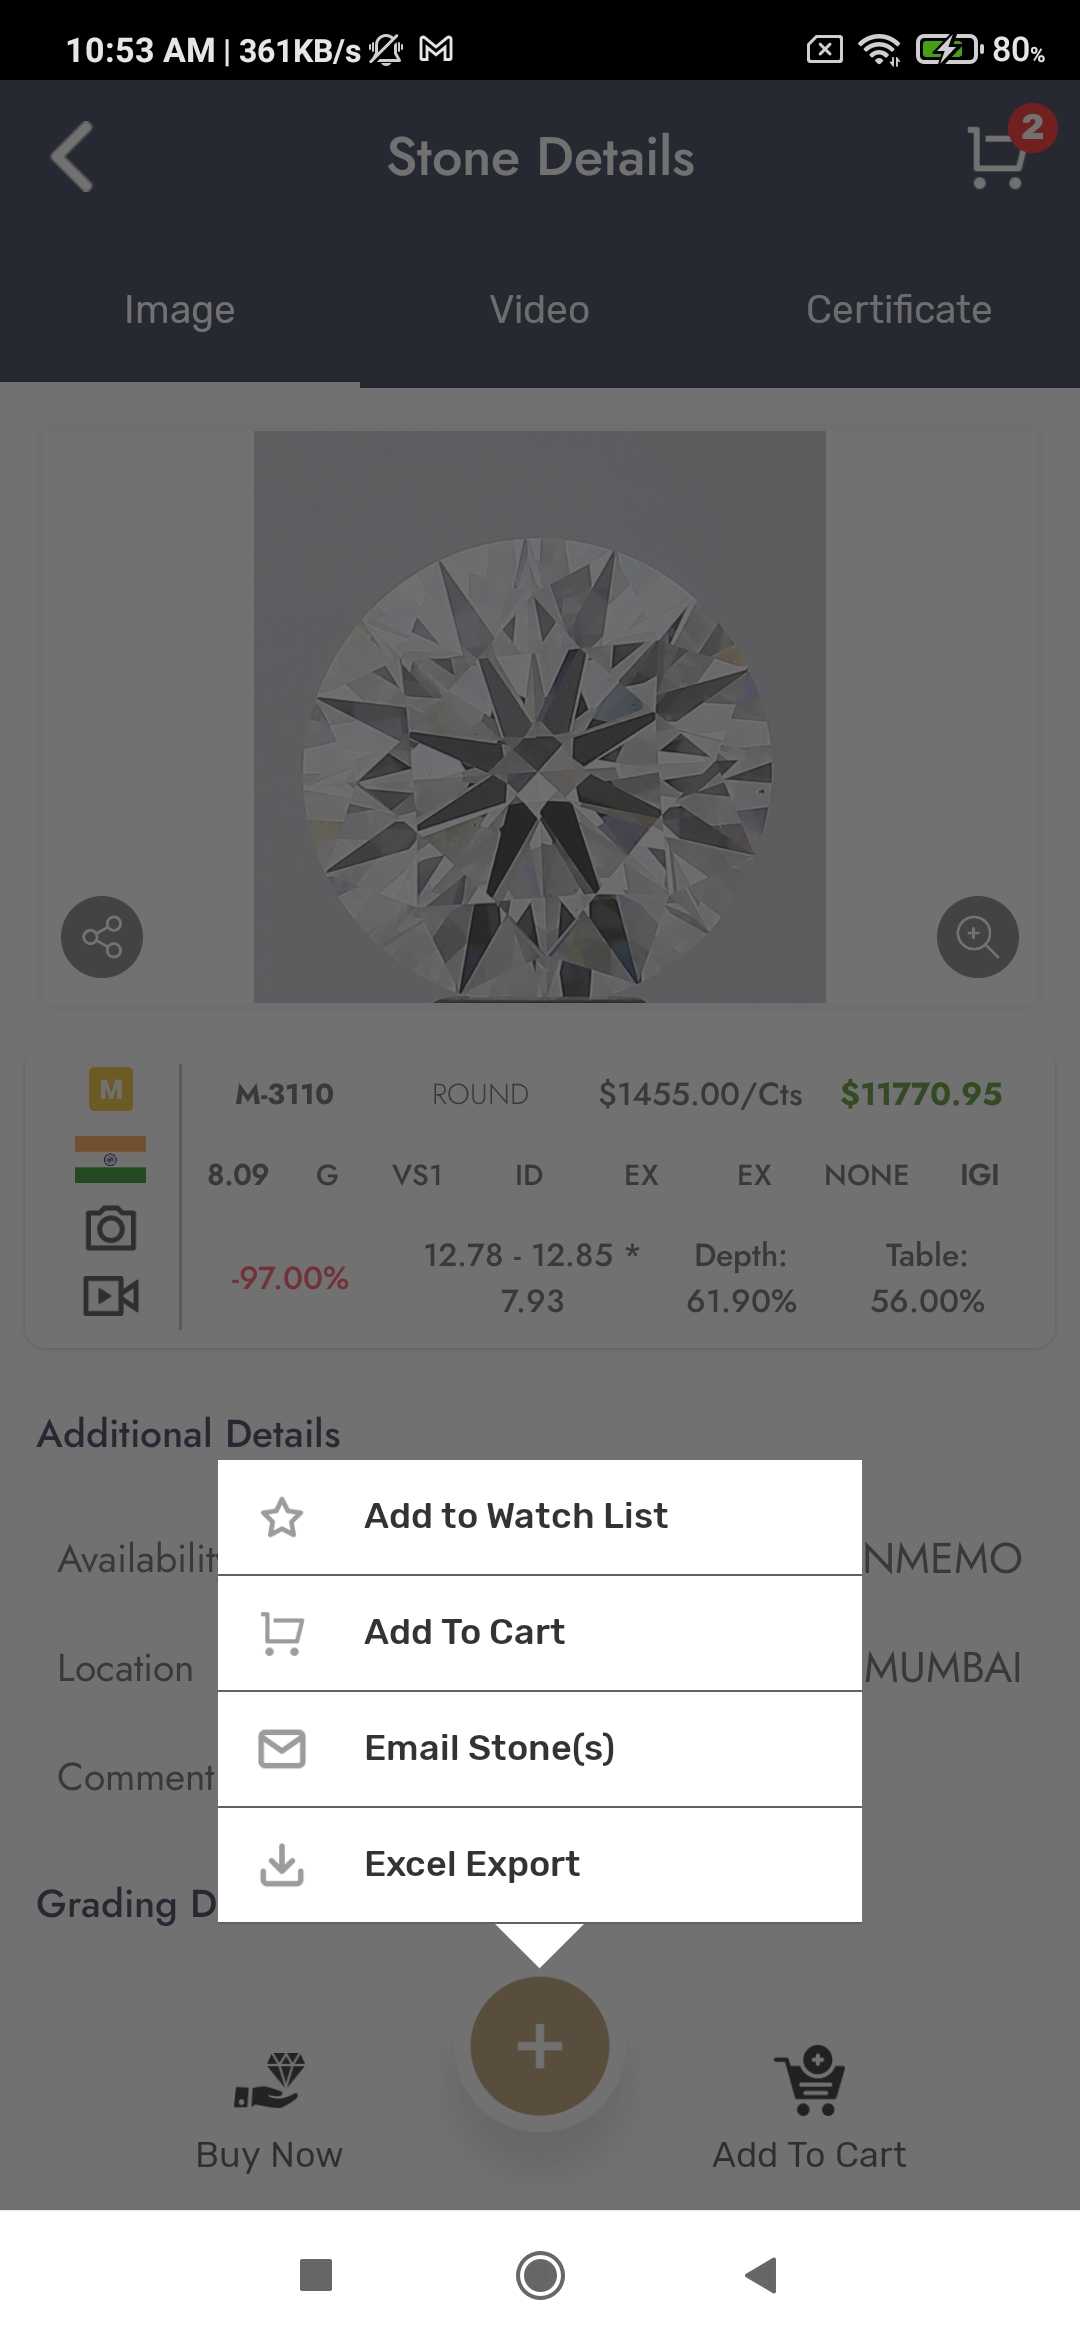 10:53 AM | 361KB/s
80%
Stone Details
2
Image Video Certificate
M
M-3110 ROUND $1455.00/Cts $11770.95
8.09 G VS1 ID EX EX NONE IGI
-97.00% 12.78 - 12.85 * 7.93 Depth: 61.90% Table: 56.00%
Additional Details
Add to Watch List
Availabilit NMEMO
Add To Cart
Location MUMBAI
Email Stone(s)
Comment
Excel Export
Grading D
Buy Now
Add To Cart